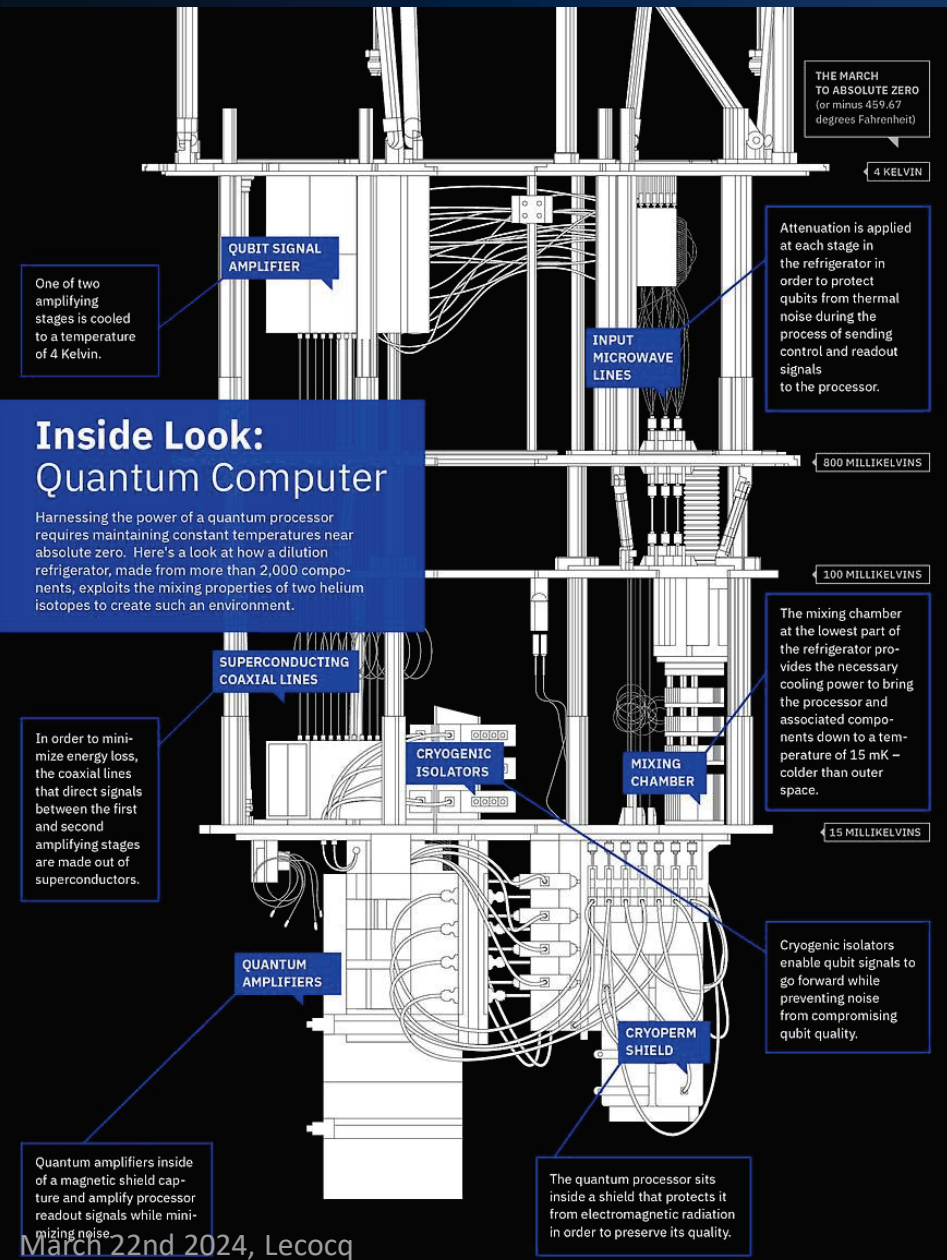 THE MARCH
TO ABSOLUTE ZERO
(or minus 459.67
degrees Fahrenheit)
4 KELVIN
QUBIT SIGNAL
AMPLIFIER
One of two
amplifying
stages is cooled
to a temperature
of 4 Kelvin.
Attenuation is applied
at each stage in
the refrigerator in
order to protect
qubits from thermal
noise during the
process of sending
control and readout
signals
to the processor.
INPUT
MICROWAVE
LINES
Inside Look:
Quantum Computer
Harnessing the power of a quantum processor
requires maintaining constant temperatures near
absolute zero. Here's a look at how a dilution
refrigerator, made from more than 2,000 compo-
nents, exploits the mixing properties of two helium
isotopes to create such an environment.
800 MILLIKELVINS
100 MILLIKELVINS
The mixing chamber
at the lowest part of
the refrigerator pro-
vides the necessary
cooling power to bring
the processor and
associated compo-
nents down to a tem-
perature of 15 mK –
colder than outer
space.
SUPERCONDUCTING
COAXIAL LINES
In order to mini-
mize energy loss,
the coaxial lines
that direct signals
between the first
and second
amplifying stages
are made out of
superconductors.
CRYOGENIC
ISOLATORS
MIXING
CHAMBER
15 MILLIKELVINS
QUANTUM
AMPLIFIERS
Cryogenic isolators
enable qubit signals to
go forward while
preventing noise
from compromising
qubit quality.
CRYOPERM
SHIELD
Quantum amplifiers inside
of a magnetic shield cap-
ture and amplify processor
readout signals while mini-
mizing noise.
The quantum processor sits
inside a shield that protects it
from electromagnetic radiation
in order to preserve its quality.
March 22nd 2024, Lecocq